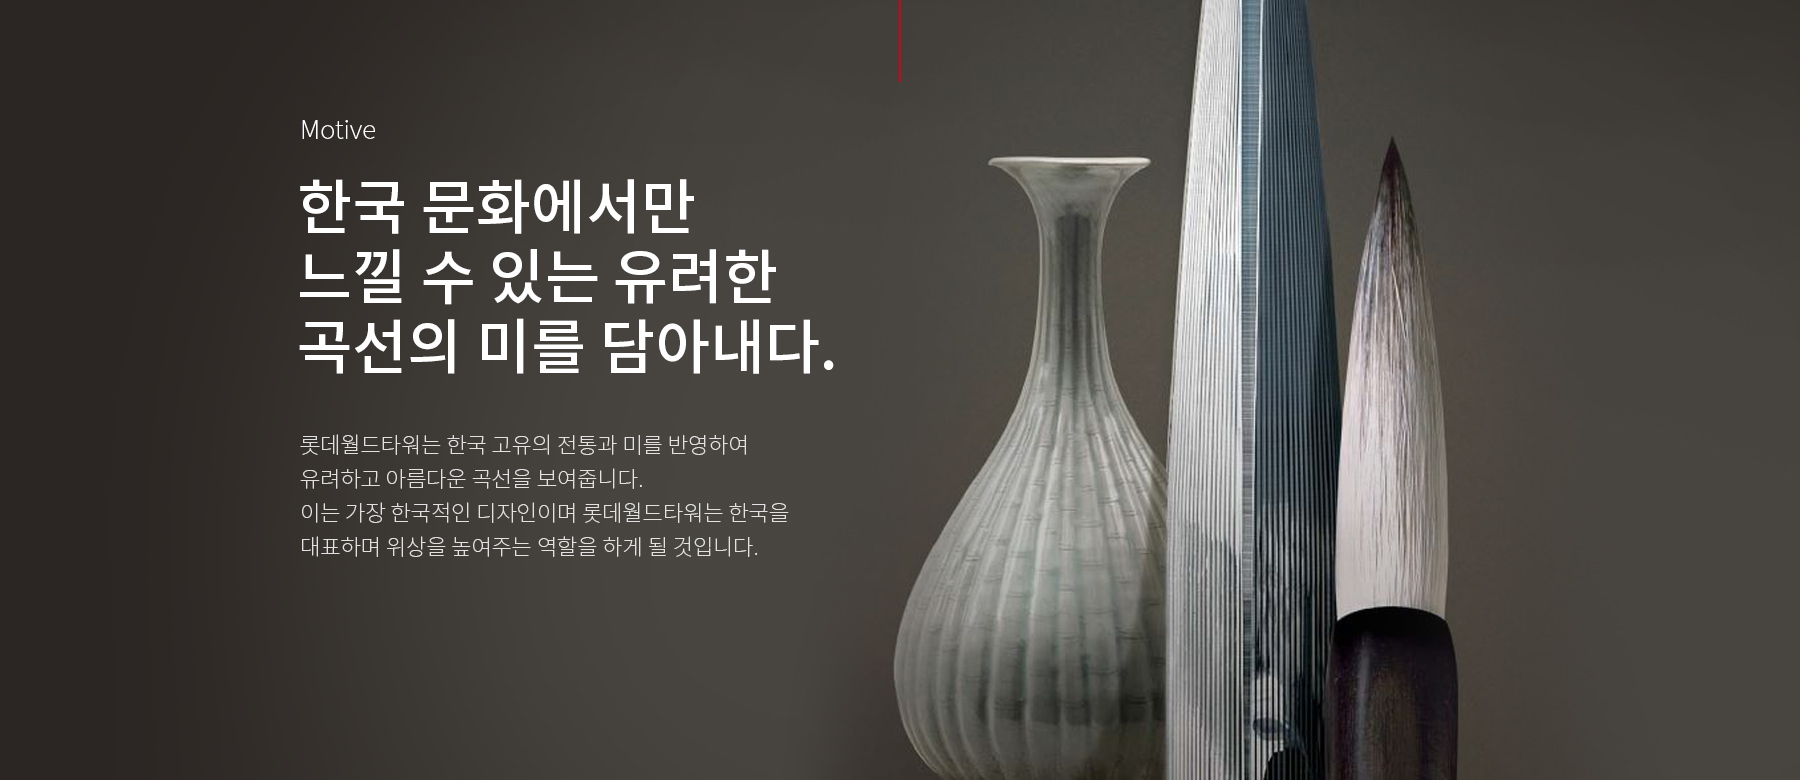 Motive
한국 문화에서만
느낄 수 있는 유려한
곡선의 미를 담아내다.
롯데월드타워는 한국 고유의 전통과 미를 반영하여
유려하고 아름다운 곡선을 보여줍니다.
이는 가장 한국적인 디자인이며 롯데월드타워는 한국을
대표하며 위상을 높여주는 역할을 하게 될 것입니다.